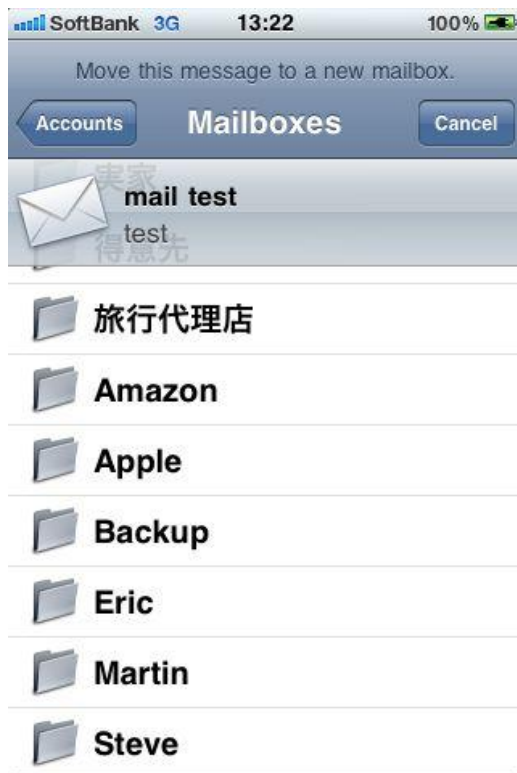 SoftBank 3G 13:22 100%
Move this message to a new mailbox.
Accounts Mailboxes Cancel
実家
mail test
test
得意先
旅行代理店
Amazon
Apple
Backup
Eric
Martin
Steve